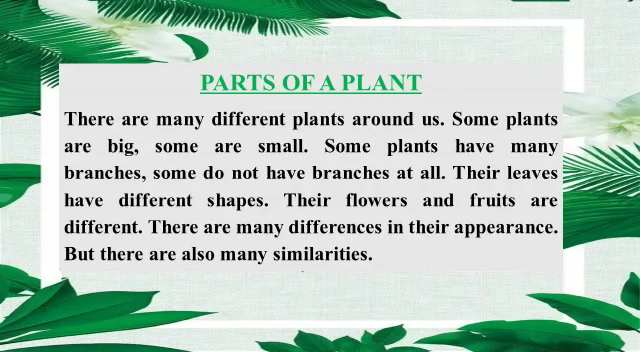 PARTS OF A PLANT
There are many different plants around us. Some plants
are big, some are small. Some plants have many
branches, some do not have branches at all. Their leaves
have different shapes. Their flowers and fruits are
different. There are many differences in their appearance.
But there are also many similarities.